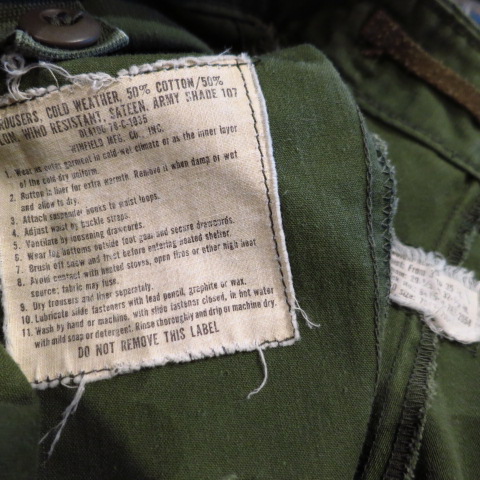 TROUSERS, COLD WEATHER, 50% COTTON/50%
WIND RESISTANT, SATEEN, ARMY SHADE 107
WINFIELD MFG. CO., INC.
1. Wear as outer garment in cold-wet climate or as the inner layer
of the cold-dry uniform.
2. Button in liner for extra warmth. Remove it when damp or wet
and allow to dry.
3. Attach suspender hooks to waist loops.
4. Adjust waist by buckle straps.
5. Ventilate by loosening drawcords.
6. Wear leg bottoms outside foot gear and secure drawcords.
7. Brush off snow and frost before entering heated shelter.
8. Avoid contact with heated stoves, open fires or other high heat
source; fabric may fuse.
9. Dry trousers and liner separately.
10. Lubricate slide fasteners with lead pencil, graphite or wax.
11. Wash by hand or machine, with slide fasteners closed, in hot water
with mild soap or detergent. Rinse thoroughly and drip or machine dry.
DO NOT REMOVE THIS LABEL